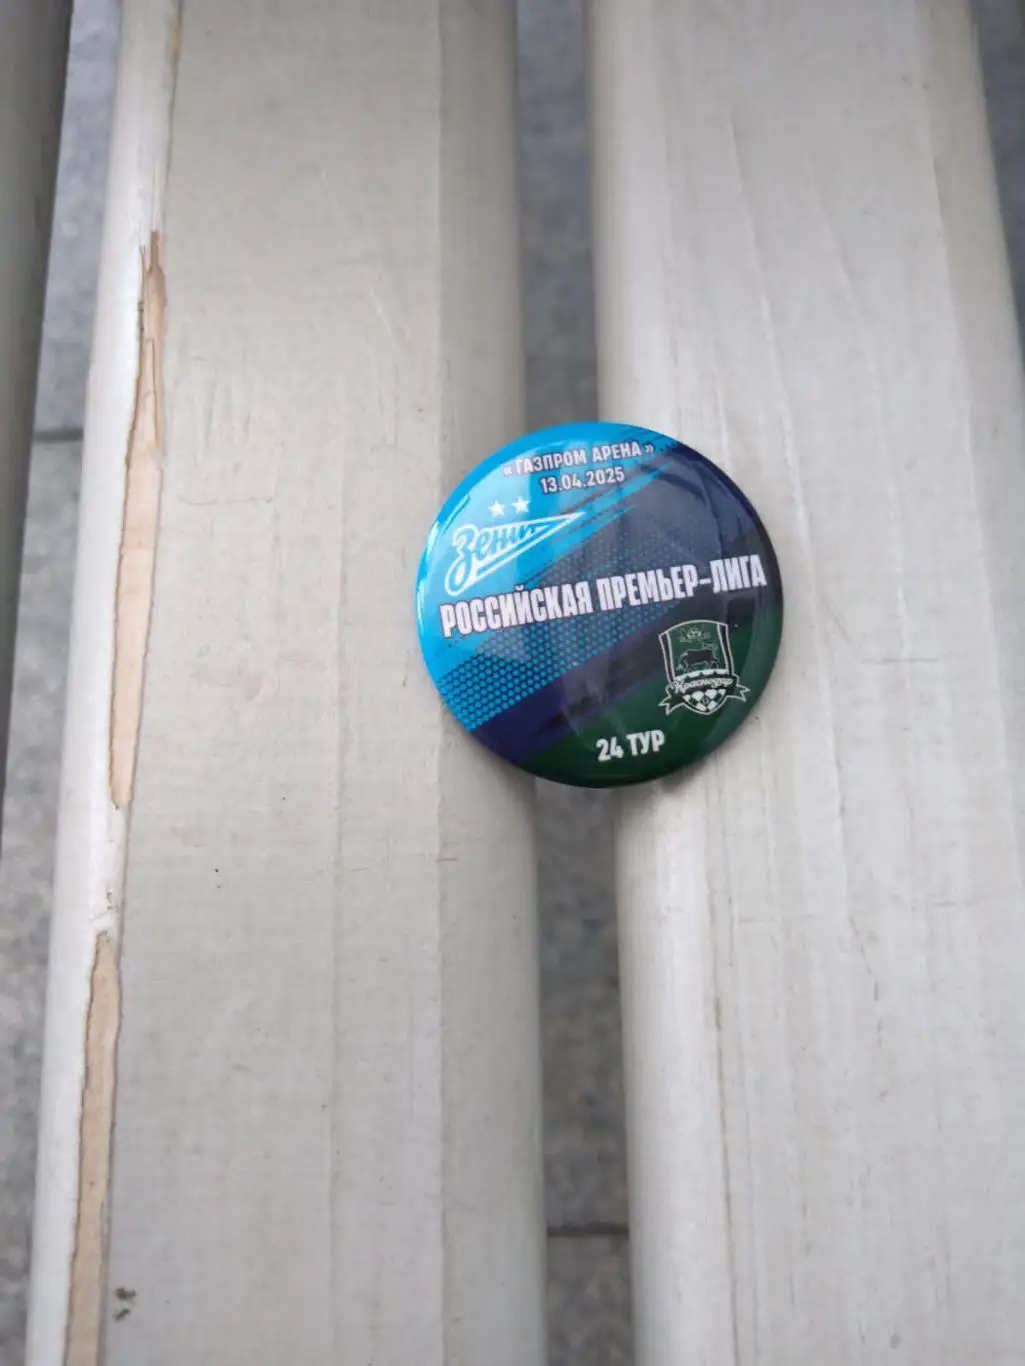 «ГАЗПРОМ АРЕНА»
13.04.2025
Зенит
РОССИЙСКАЯ ПРЕМЬЕР-ЛИГА
Краснодар
24 ТУР